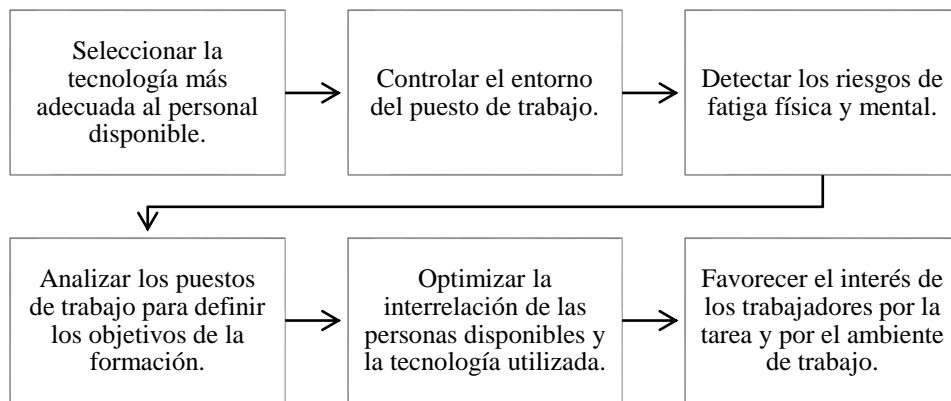 Seleccionar la
tecnología más
adecuada al personal
disponible.
Controlar el entorno
del puesto de trabajo.
Detectar los riesgos de
fatiga física y mental.
Analizar los puestos
de trabajo para definir
los objetivos de la
formación.
Optimizar la
interrelación de las
personas disponibles y
la tecnología utilizada.
Favorecer el interés de
los trabajadores por la
tarea y por el ambiente
de trabajo.